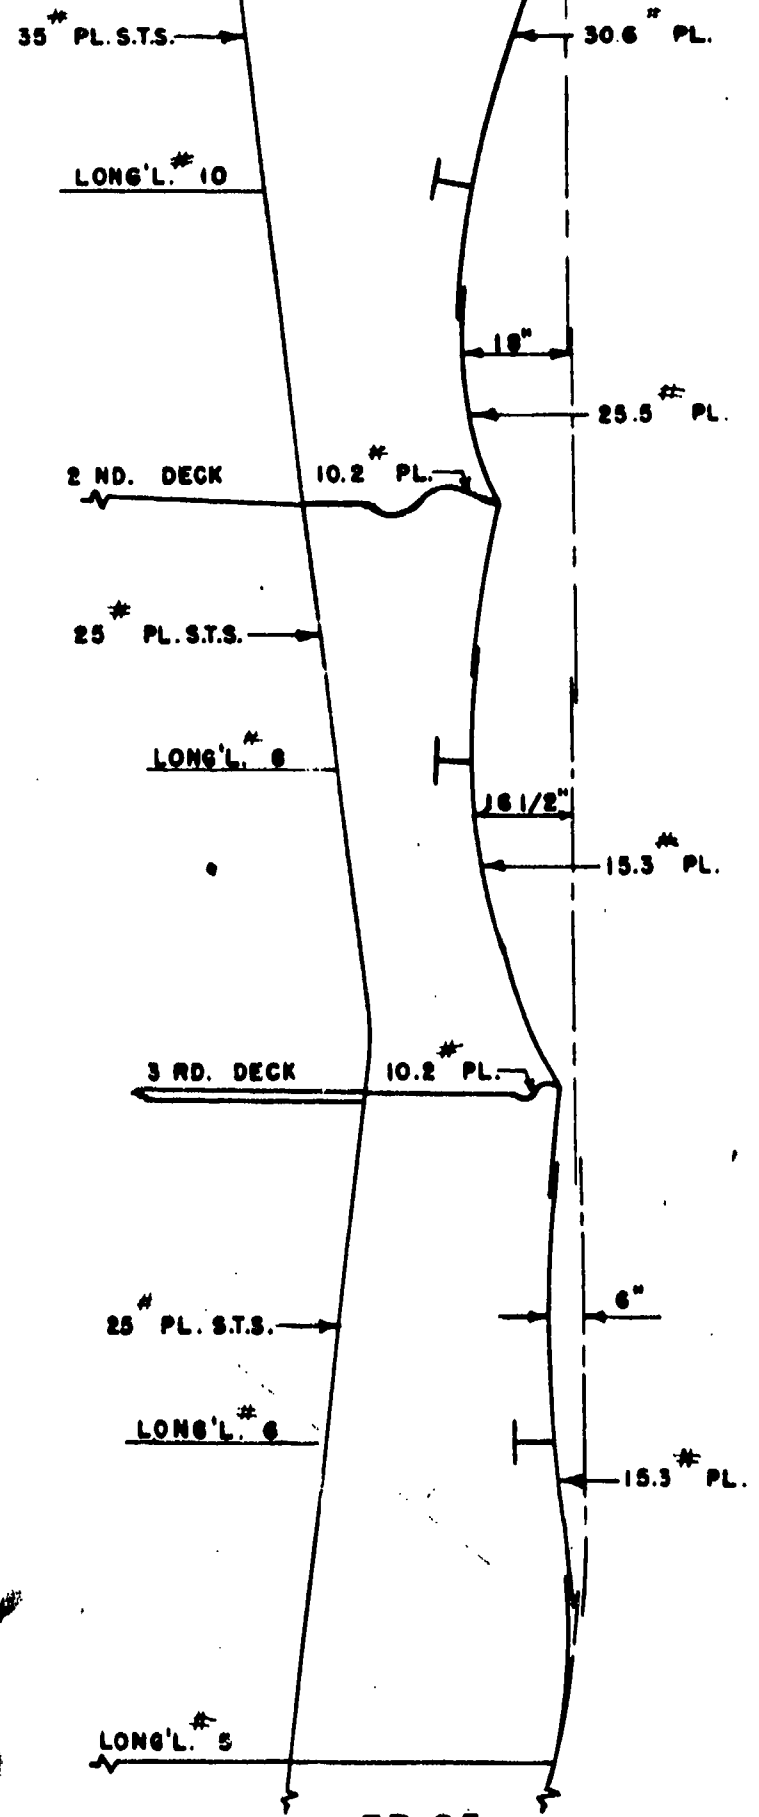 35# PL. S.T.S.
30.6# PL.
LONG'L.# 10
18"
25.5# PL.
2 ND. DECK
10.2# PL.
25# PL. S.T.S.
LONG'L.# 8
16 1/2"
15.3# PL.
3 RD. DECK
10.2# PL.
25# PL. S.T.S.
6"
LONG'L.# 6
15.3# PL.
LONG'L.# 5